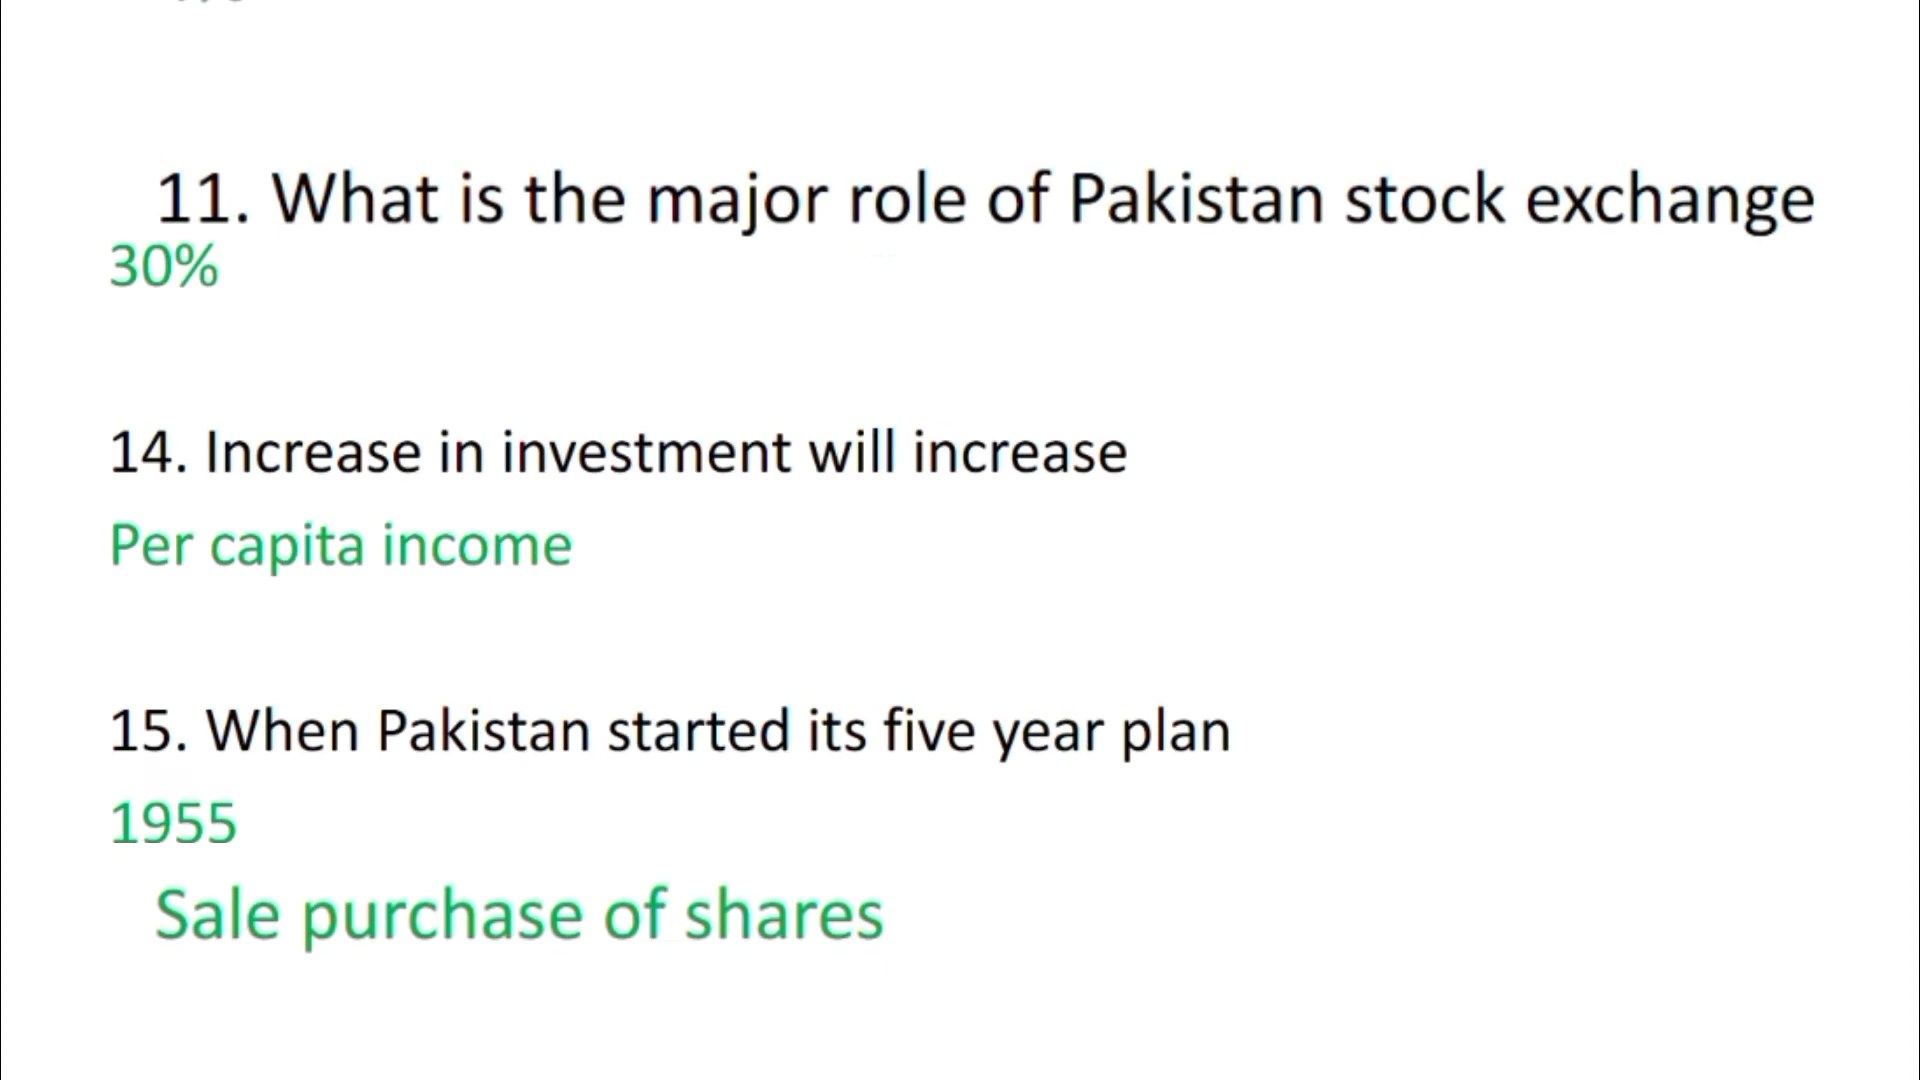 11. What is the major role of Pakistan stock exchange
30%
14. Increase in investment will increase
Per capita income
15. When Pakistan started its five year plan
1955
Sale purchase of shares